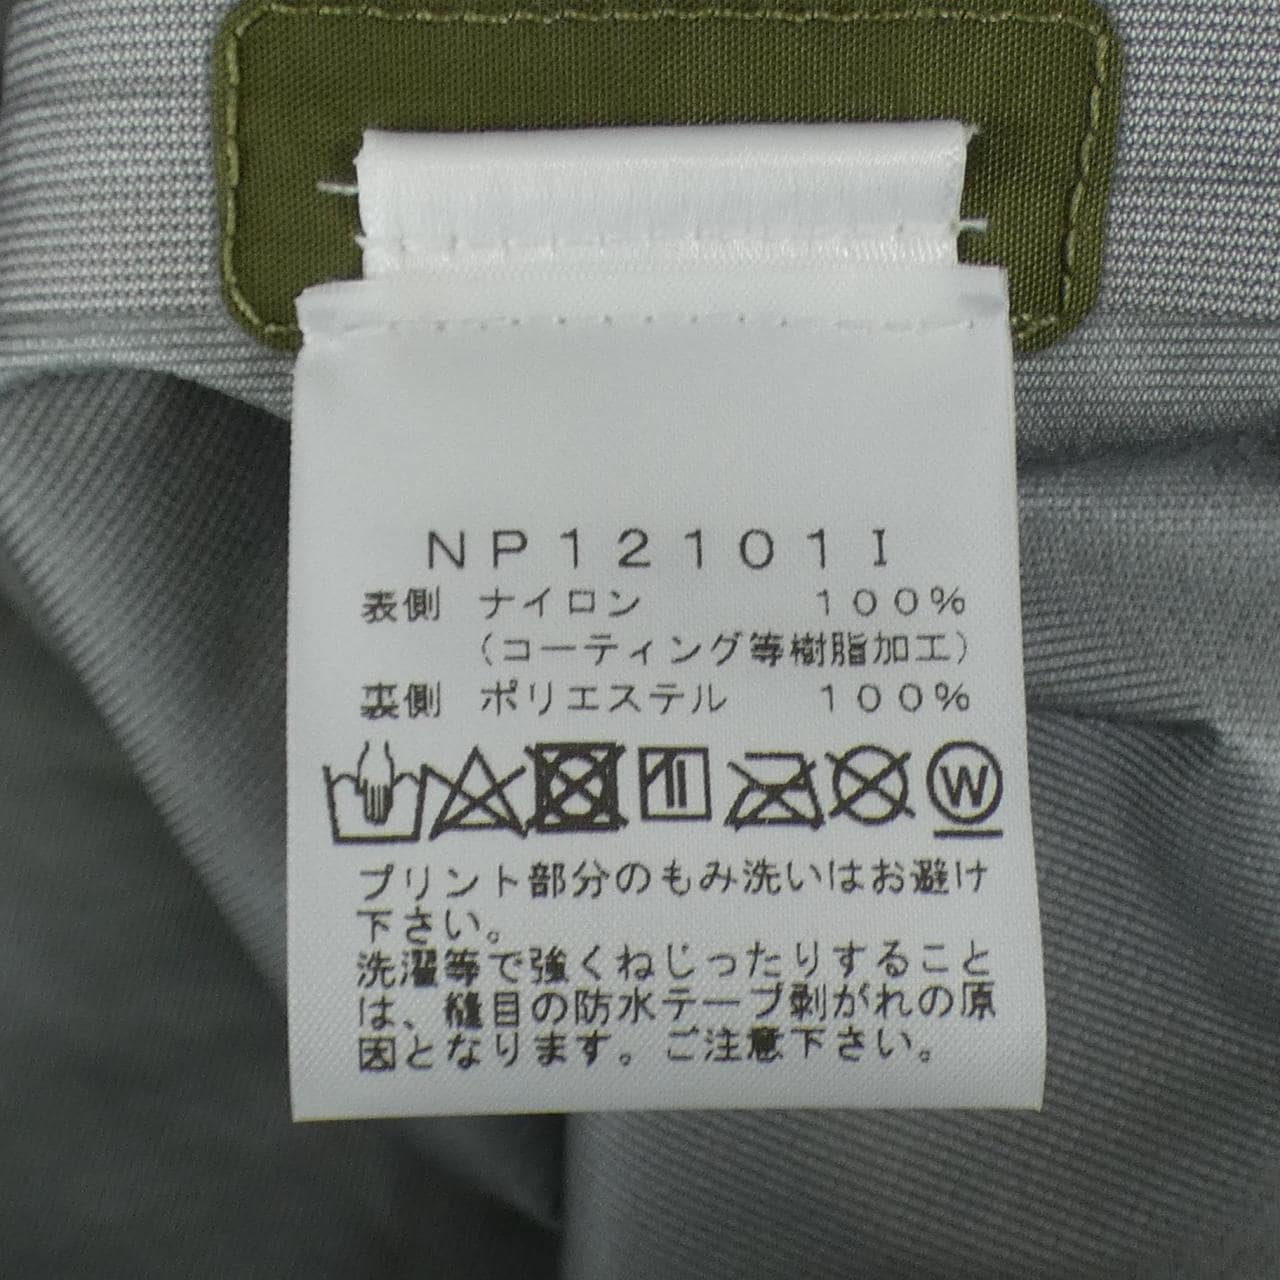 NP12101I
表側 ナイロン 100%
(コーティング等樹脂加工)
裏側 ポリエステル 100%
W
プリント部分のもみ洗いはお避け
下さい。
洗濯等で強くねじったりすること
は、縫目の防水テープ剥がれの原
因となります。ご注意下さい。